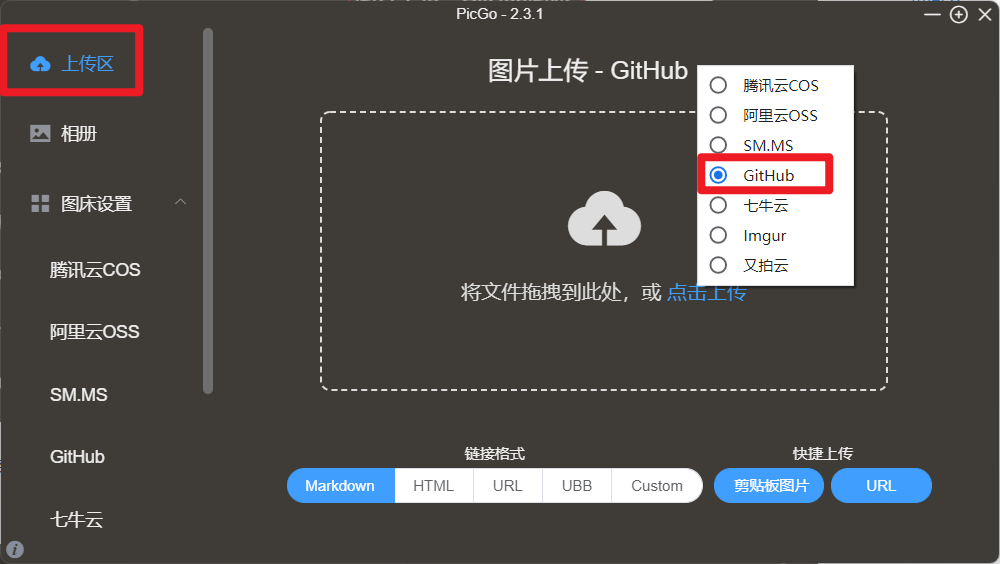 PicGo - 2.3.1
上传区
相册
图床设置
腾讯云COS
阿里云OSS
SM.MS
GitHub
七牛云
图片上传 - GitHub
腾讯云COS
阿里云OSS
SM.MS
GitHub
七牛云
Imgur
又拍云
将文件拖拽到此处，或 点击上传
链接格式
Markdown HTML URL UBB Custom
快捷上传
剪贴板图片 URL